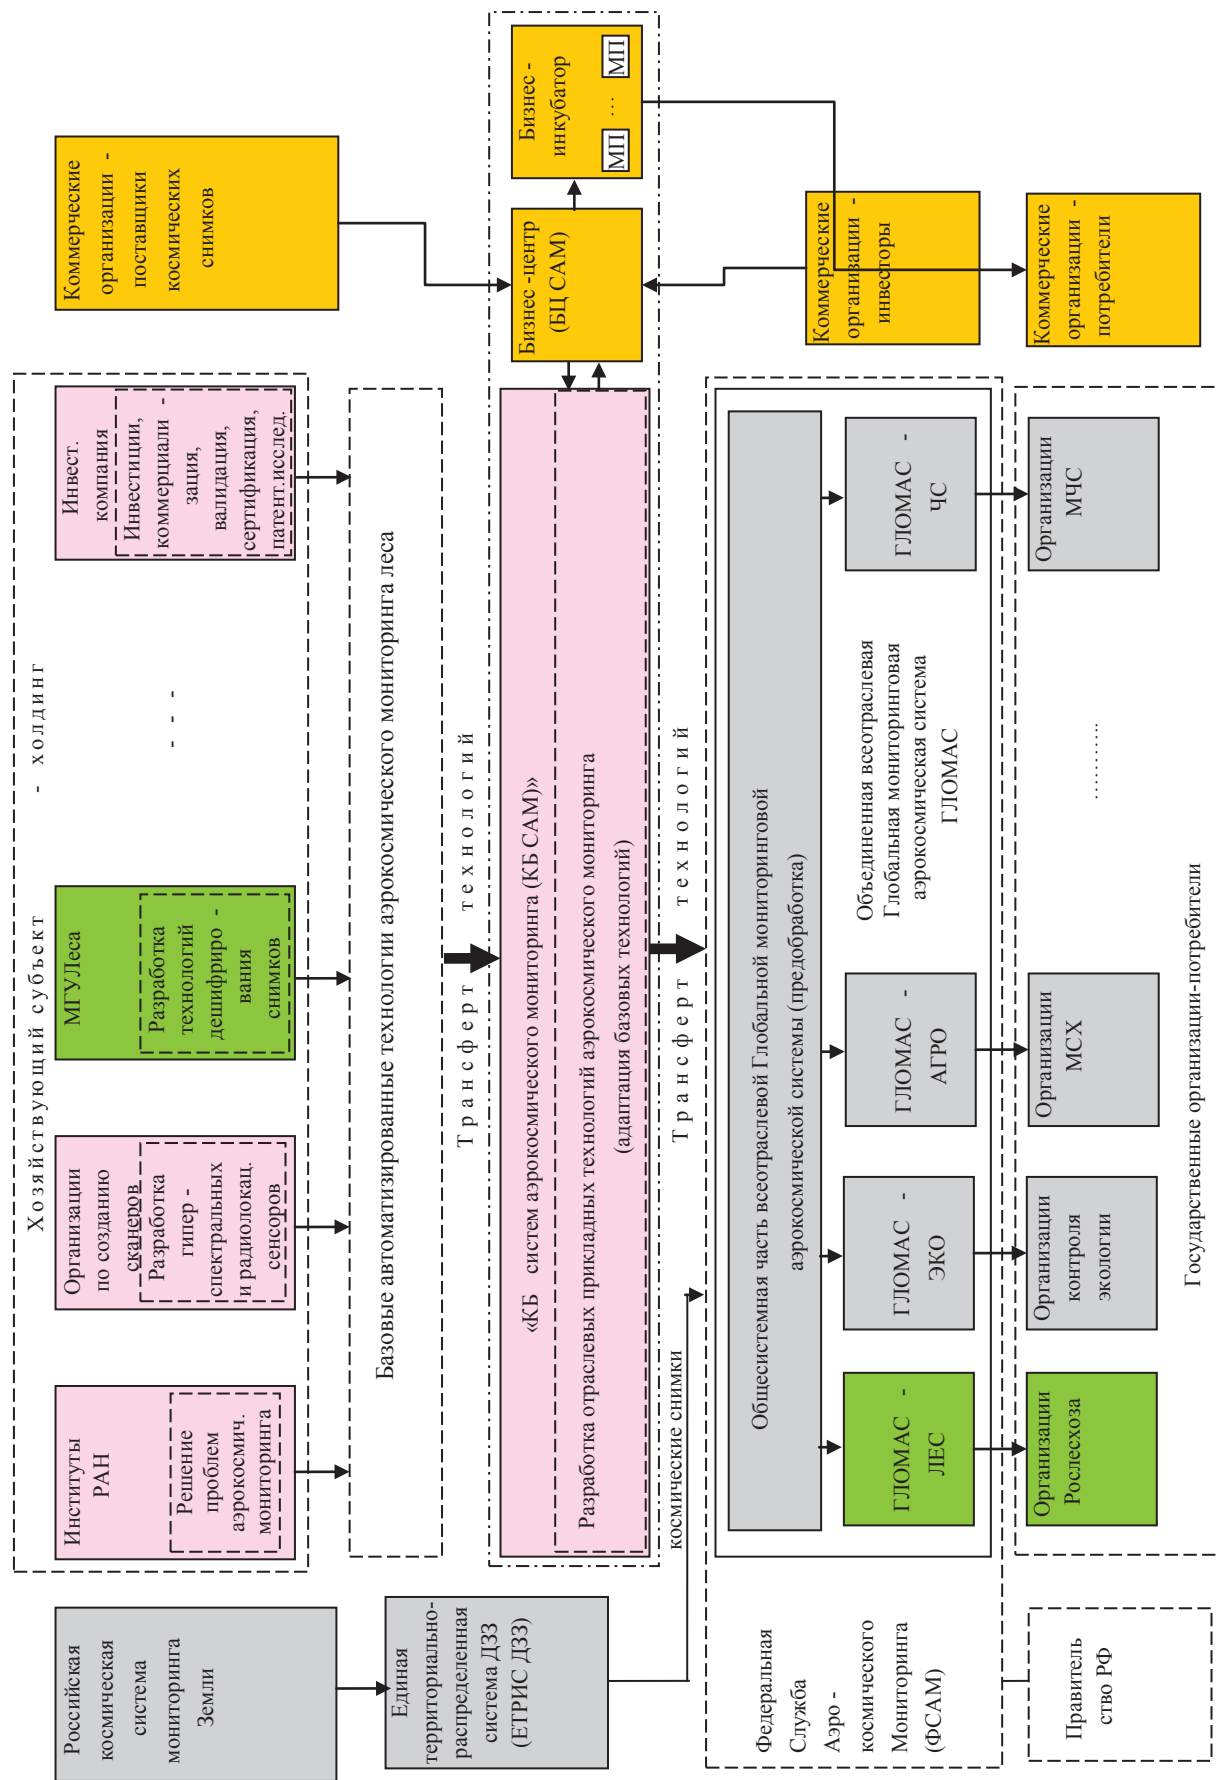 Российская
космическая
система
мониторинга
Земли
Хозяйствующий субъект - холдинг
Институты
РАН
Решение
проблем
аэрокосмич.
мониторинга
Организации
по созданию
сканеров
Разработка
гипер -
спектральных
и радиолокац.
сенсоров
МГУЛеса
Разработка
технологий
дешифриро -
вания
снимков
- - -
Инвест.
компания
Инвестиции,
коммерциали -
зация,
валидация,
сертификация,
патент.исслед.
Коммерческие
организации -
поставщики
космических
снимков
Базовые автоматизированные технологии аэрокосмического мониторинга леса
Единая
территориально-
распределенная
система ДЗЗ
(ЕТРИС ДЗЗ)
Трансферт технологий
«КБ систем аэрокосмического мониторинга (КБ САМ)»
Разработка отраслевых прикладных технологий аэрокосмического мониторинга
(адаптация базовых технологий)
Бизнес -центр
(БЦ САМ)
Бизнес -
инкубатор
МП ... МП
космические снимки
Трансферт технологий
Федеральная
Служба
Аэро -
космического
Мониторинга
(ФСАМ)
Общесистемная часть всеотраслевой Глобальной мониторинговой
аэрокосмической системы (предобработка)
ГЛОМАС -
ЛЕС
ГЛОМАС -
ЭКО
ГЛОМАС -
АГРО
Объединенная всеотраслевая
Глобальная мониторинговая
аэрокосмическая система
ГЛОМАС
ГЛОМАС -
ЧС
Коммерческие
организации -
инвесторы
Правитель
ство РФ
Организации
Рослесхоза
Организации
контроля
экологии
Организации
МСХ
...........
Организации
МЧС
Государственные организации-потребители
Коммерческие
организации -
потребители